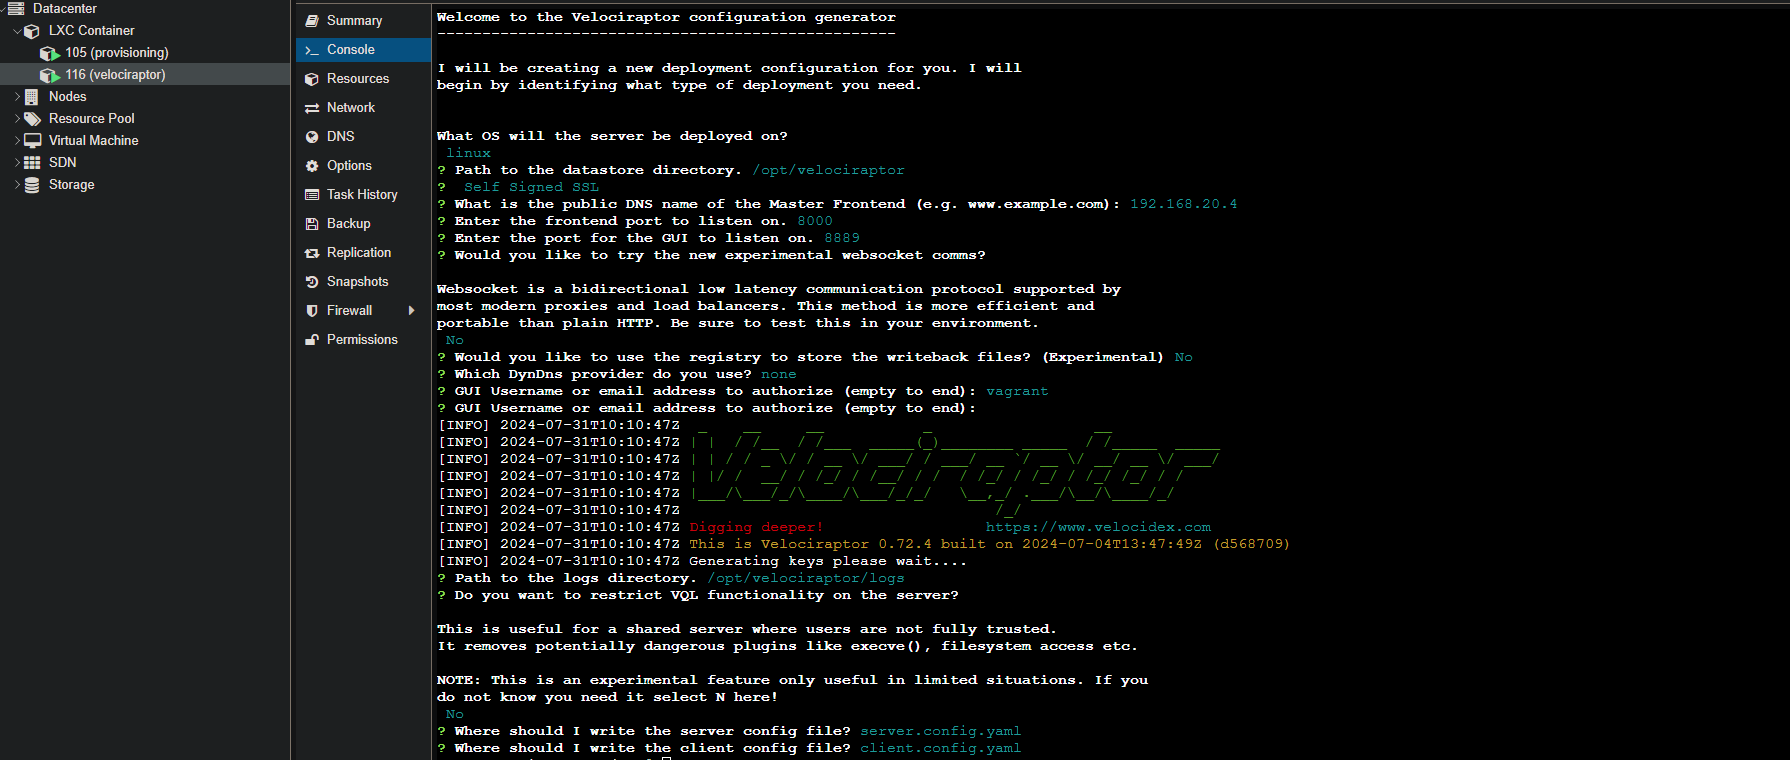 Datacenter
LXC Container
105 (provisioning)
116 (velociraptor)
Nodes
Resource Pool
Virtual Machine
SDN
Storage
Summary
Console
Resources
Network
DNS
Options
Task History
Backup
Replication
Snapshots
Firewall
Permissions
Welcome to the Velociraptor configuration generator
---------------------------------------------------
I will be creating a new deployment configuration for you. I will
begin by identifying what type of deployment you need.
What OS will the server be deployed on?
linux
? Path to the datastore directory. /opt/velociraptor
? Self Signed SSL
? What is the public DNS name of the Master Frontend (e.g. www.example.com): 192.168.20.4
? Enter the frontend port to listen on. 8000
? Enter the port for the GUI to listen on. 8889
? Would you like to try the new experimental websocket comms?
Websocket is a bidirectional low latency communication protocol supported by
most modern proxies and load balancers. This method is more efficient and
portable than plain HTTP. Be sure to test this in your environment.
No
? Would you like to use the registry to store the writeback files? (Experimental) No
? Which DynDns provider do you use? none
? GUI Username or email address to authorize (empty to end): vagrant
? GUI Username or email address to authorize (empty to end):
[INFO] 2024-07-31T10:10:47Z
[INFO] 2024-07-31T10:10:47Z
[INFO] 2024-07-31T10:10:47Z Velociraptor
[INFO] 2024-07-31T10:10:47Z
[INFO] 2024-07-31T10:10:47Z
[INFO] 2024-07-31T10:10:47Z
[INFO] 2024-07-31T10:10:47Z Digging deeper! https://www.velocidex.com
[INFO] 2024-07-31T10:10:47Z This is Velociraptor 0.72.4 built on 2024-07-04T13:47:49Z (d568709)
[INFO] 2024-07-31T10:10:47Z Generating keys please wait....
? Path to the logs directory. /opt/velociraptor/logs
? Do you want to restrict VQL functionality on the server?
This is useful for a shared server where users are not fully trusted.
It removes potentially dangerous plugins like execve(), filesystem access etc.
NOTE: This is an experimental feature only useful in limited situations. If you
do not know you need it select N here!
No
? Where should I write the server config file? server.config.yaml
? Where should I write the client config file? client.config.yaml